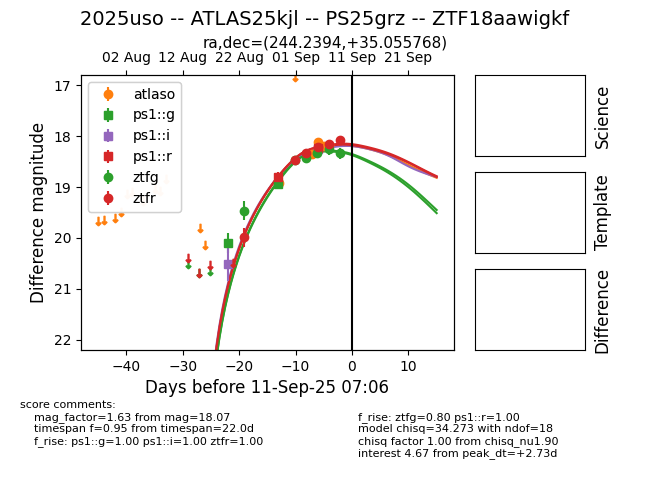 2025uso -- ATLAS25kjl -- PS25grz -- ZTF18aawigkf
ra,dec=(244.2394,+35.055768)
02 Aug 12 Aug 22 Aug 01 Sep 11 Sep 21 Sep
17
18
19
20
21
22
Difference magnitude
atlaso
ps1::g
ps1::i
ps1::r
ztfg
ztfr
−40 −30 −20 −10 0 10
Days before 11-Sep-25 07:06
Science
Template
Difference
score comments:
mag_factor=1.63 from mag=18.07
timespan f=0.95 from timespan=22.0d
f_rise: ps1::g=1.00 ps1::i=1.00 ztfr=1.00
f_rise: ztfg=0.80 ps1::r=1.00
model chisq=34.273 with ndof=18
chisq factor 1.00 from chisq_nu1.90
interest 4.67 from peak_dt=+2.73d